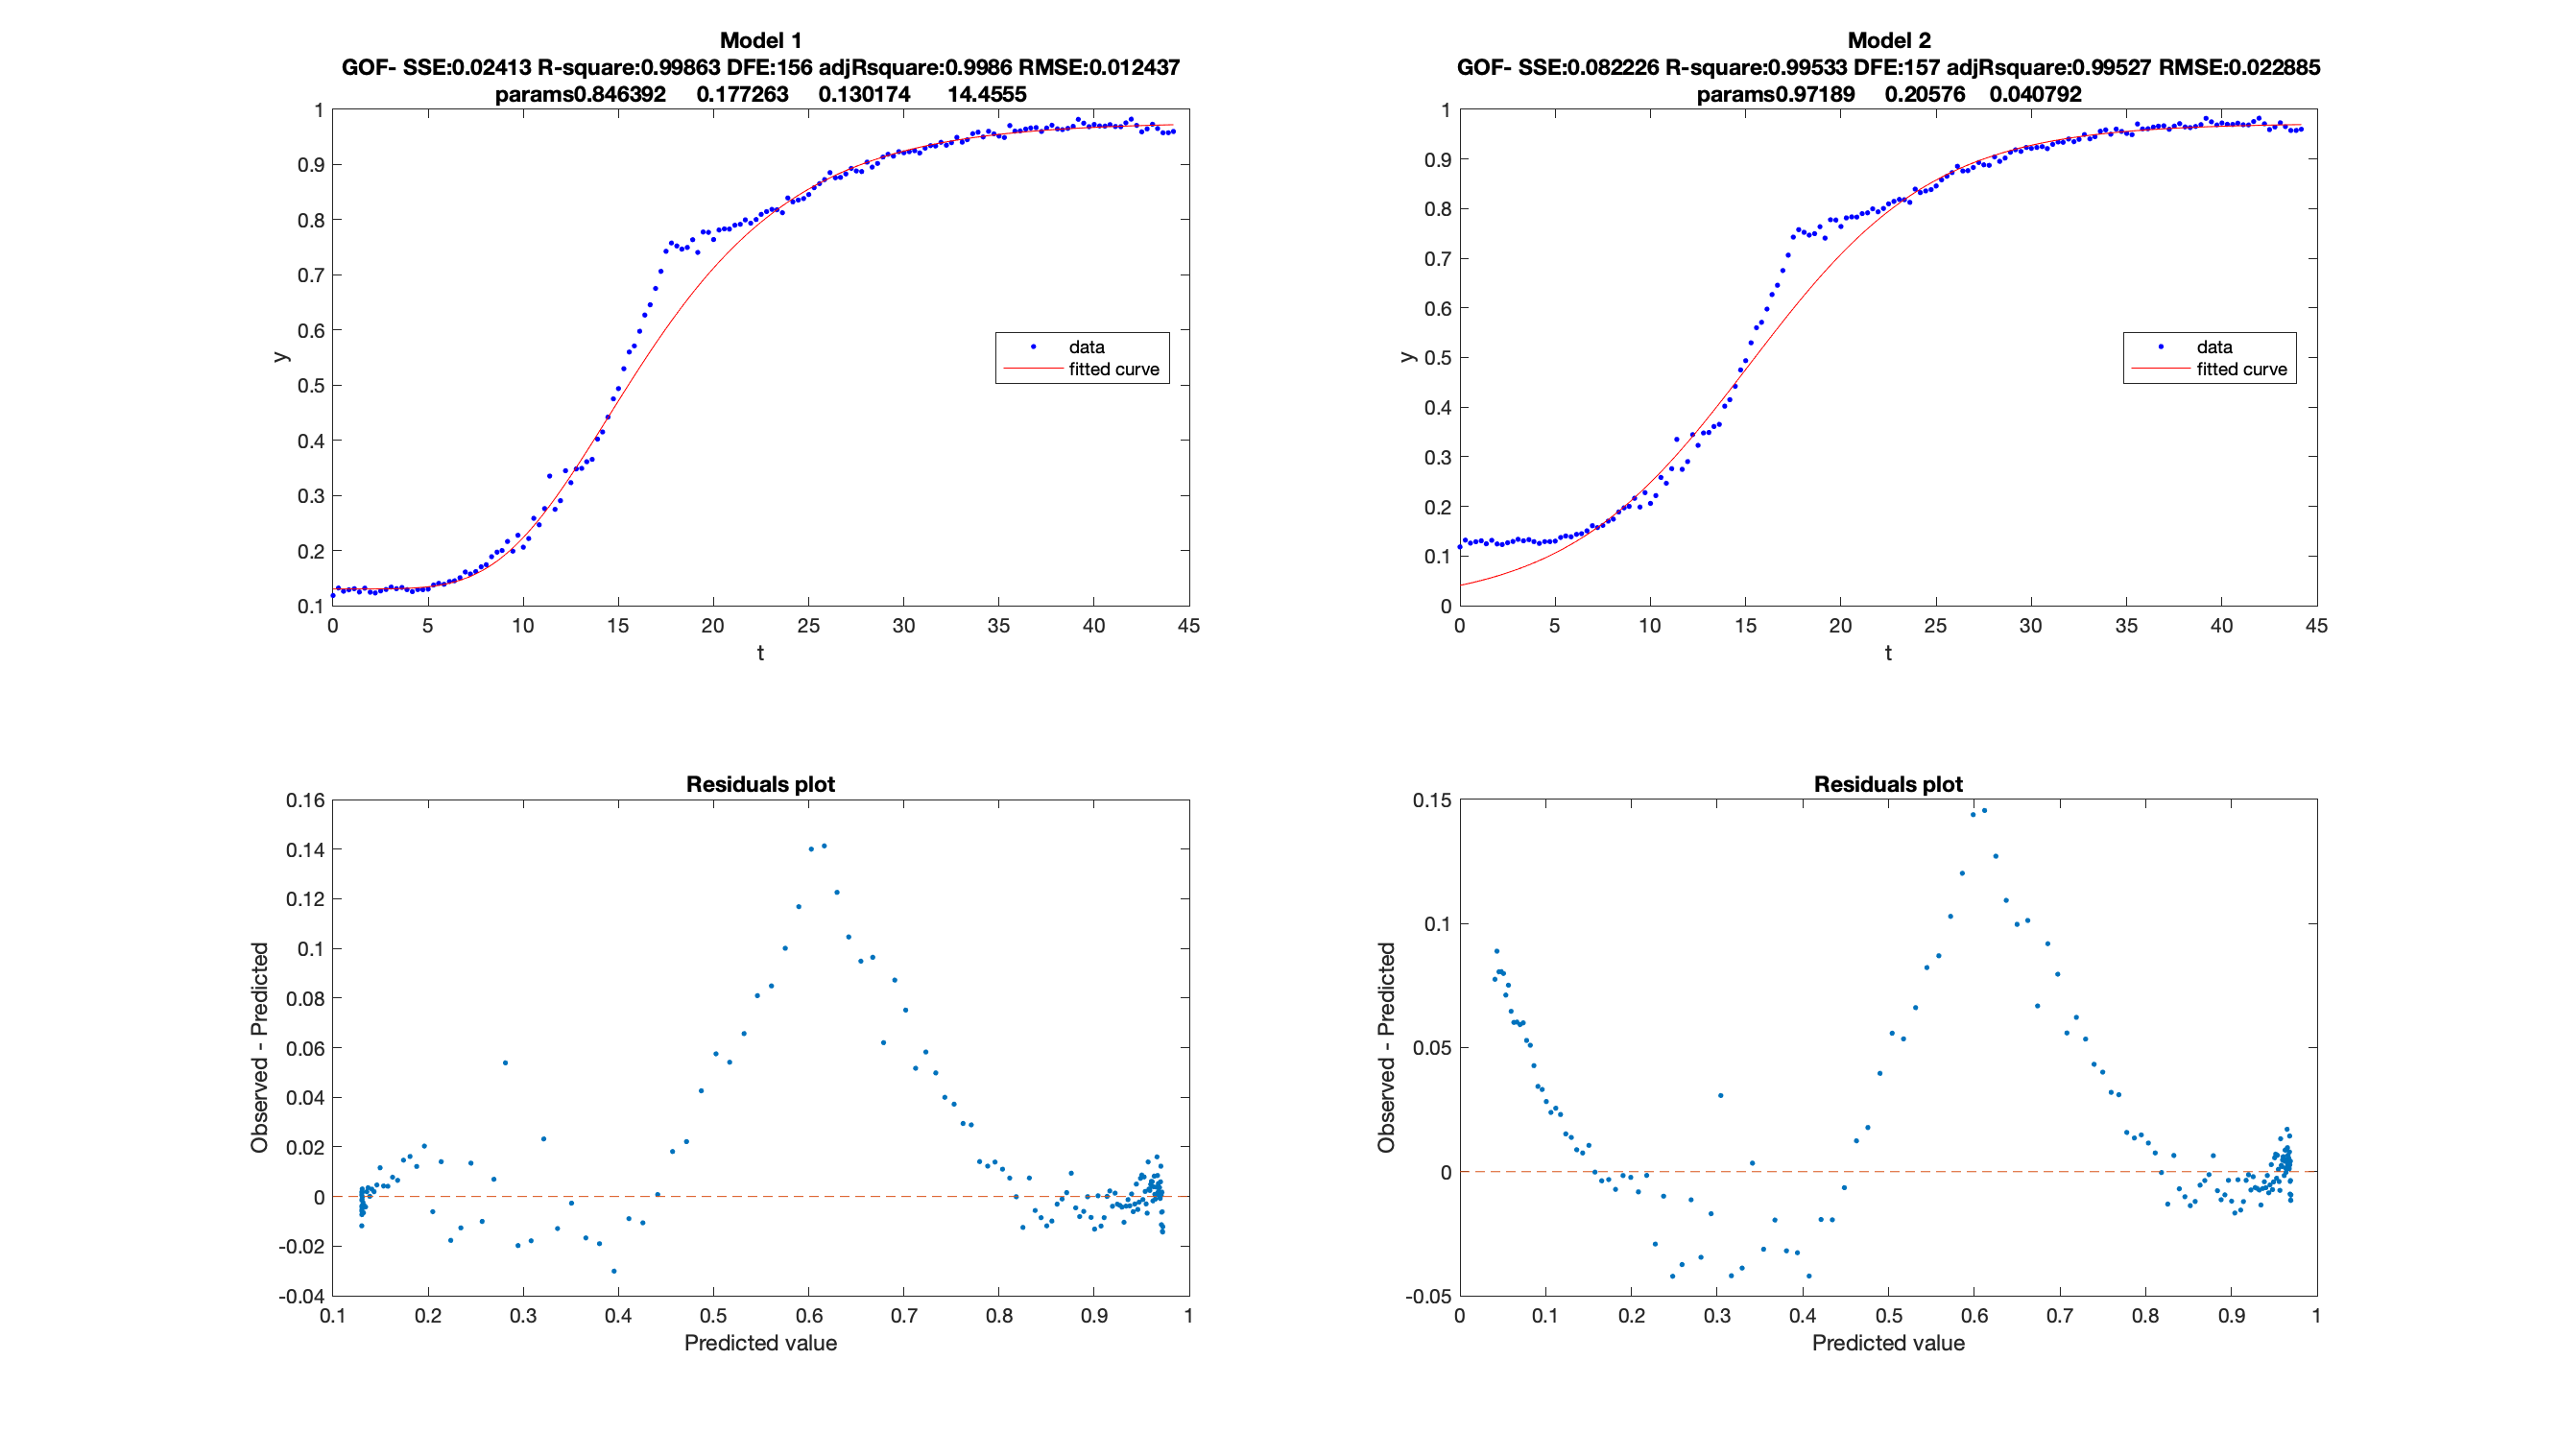 Model 1
GOF- SSE:0.02413 R-square:0.99863 DFE:156 adjRsquare:0.9986 RMSE:0.012437
params0.846392 0.177263 0.130174 14.4555
1
0.9
0.8
0.7
0.6
0.5
0.4
0.3
0.2
0.1
y
data
fitted curve
0 5 10 15 20 25 30 35 40 45
t
Model 2
GOF- SSE:0.082226 R-square:0.99533 DFE:157 adjRsquare:0.99527 RMSE:0.022885
params0.97189 0.20576 0.040792
1
0.9
0.8
0.7
0.6
0.5
0.4
0.3
0.2
0.1
0
y
data
fitted curve
0 5 10 15 20 25 30 35 40 45
t
Residuals plot
0.16
0.14
0.12
0.1
0.08
0.06
0.04
0.02
0
-0.02
-0.04
Observed - Predicted
0.1 0.2 0.3 0.4 0.5 0.6 0.7 0.8 0.9 1
Predicted value
Residuals plot
0.15
0.1
0.05
0
-0.05
Observed - Predicted
0 0.1 0.2 0.3 0.4 0.5 0.6 0.7 0.8 0.9 1
Predicted value